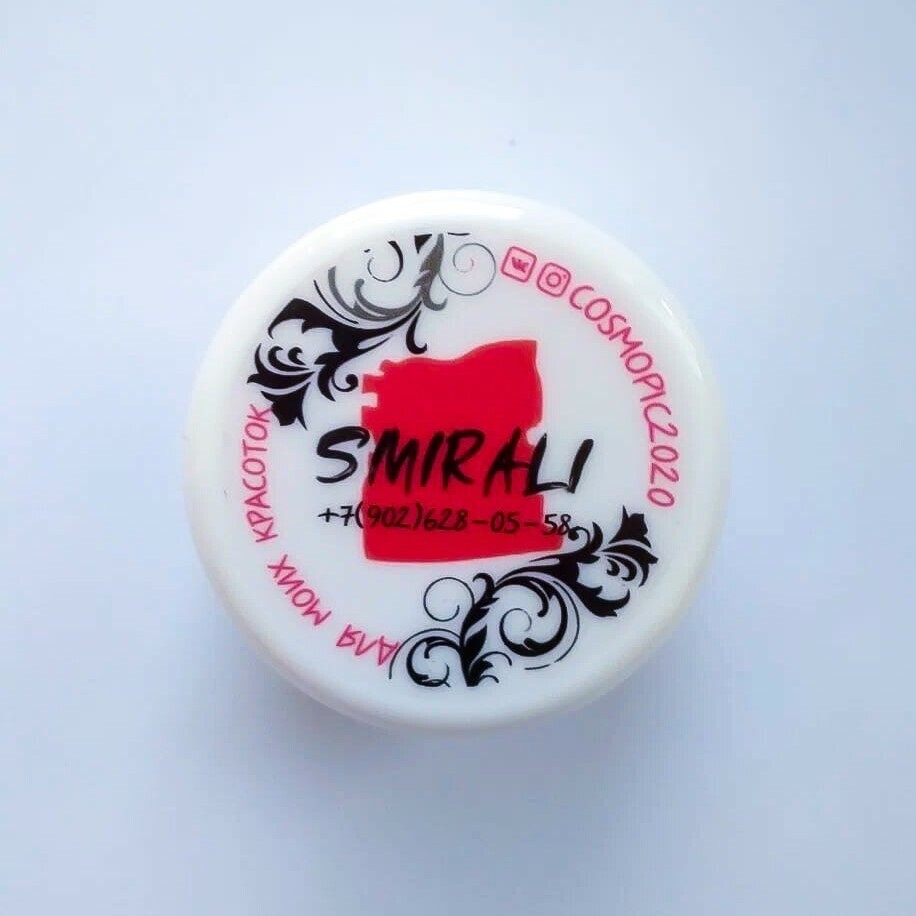 COSMOPIC2020
SMIRALI
+7(902)628-05-58
ДЛЯ МОИХ КРАСОТОК